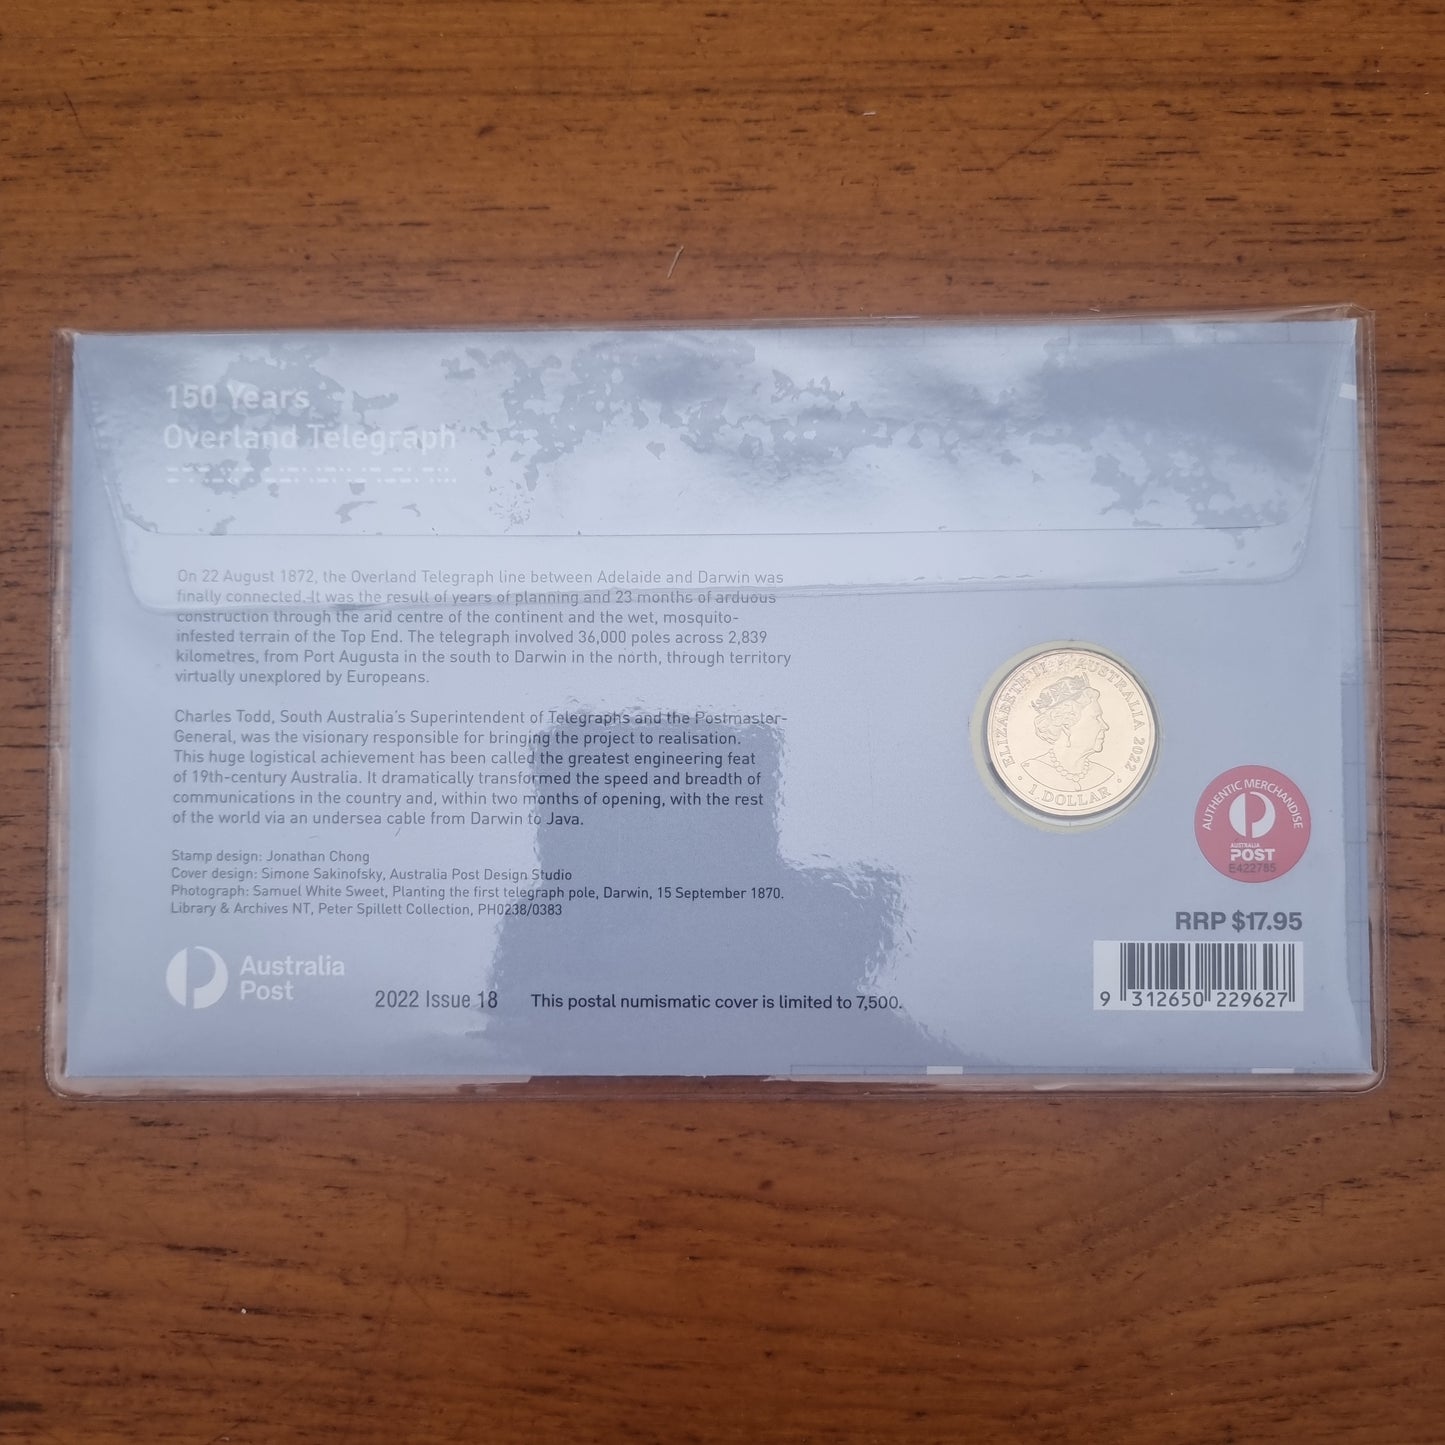 150 Years
Overland Telegraph
On 22 August 1872, the Overland Telegraph line between Adelaide and Darwin was
finally connected. It was the result of years of planning and 23 months of arduous
construction through the arid centre of the continent and the wet, mosquito-
infested terrain of the Top End. The telegraph involved 36,000 poles across 2,839
kilometres, from Port Augusta in the south to Darwin in the north, through territory
virtually unexplored by Europeans.
Charles Todd, South Australia's Superintendent of Telegraphs and the Postmaster-
General, was the visionary responsible for bringing the project to realisation.
This huge logistical achievement has been called the greatest engineering feat
of 19th-century Australia. It dramatically transformed the speed and breadth of
communications in the country and, within two months of opening, with the rest
of the world via an undersea cable from Darwin to Java.
Stamp design: Jonathan Chong
Cover design: Simone Sakinofsky, Australia Post Design Studio
Photograph: Samuel White Sweet, Planting the first telegraph pole, Darwin, 15 September 1870.
Library & Archives NT, Peter Spillett Collection, PH0238/0383
Australia
Post
2022 Issue 18
This postal numismatic cover is limited to 7,500.
ELIZABETH II AUSTRALIA 2022
1 DOLLAR
AUTHENTIC MERCHANDISE
AUSTRALIA
POST
E422785
RRP $17.95
9 312650 229627